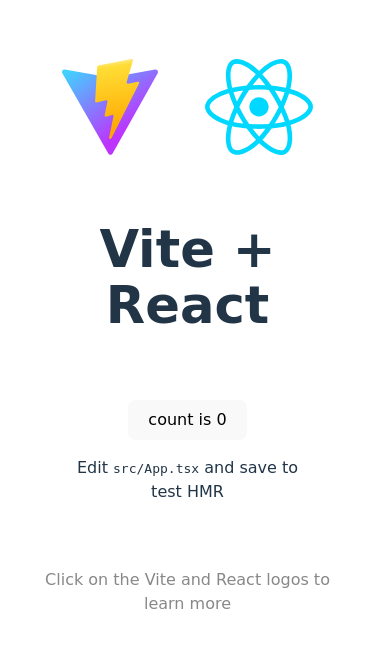 Vite +
React
count is 0
Edit src/App.tsx and save to
test HMR
Click on the Vite and React logos to
learn more